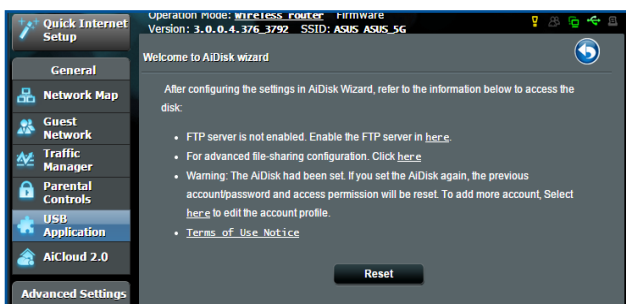 Quick Internet
Setup
General
Network Map
Guest
Network
Traffic
Manager
Parental
Controls
USB
Application
AiCloud 2.0
Advanced Settings
Operation Mode: Wireless router Firmware
Version: 3.0.0.4.376_3792 SSID: ASUS ASUS_5G
Welcome to AiDisk wizard
After configuring the settings in AiDisk Wizard, refer to the information below to access the
disk:
• FTP server is not enabled. Enable the FTP server in here.
• For advanced file-sharing configuration. Click here
• Warning: The AiDisk had been set. If you set the AiDisk again, the previous
account/password and access permission will be reset. To add more account, Select
here to edit the account profile.
• Terms of Use Notice
Reset